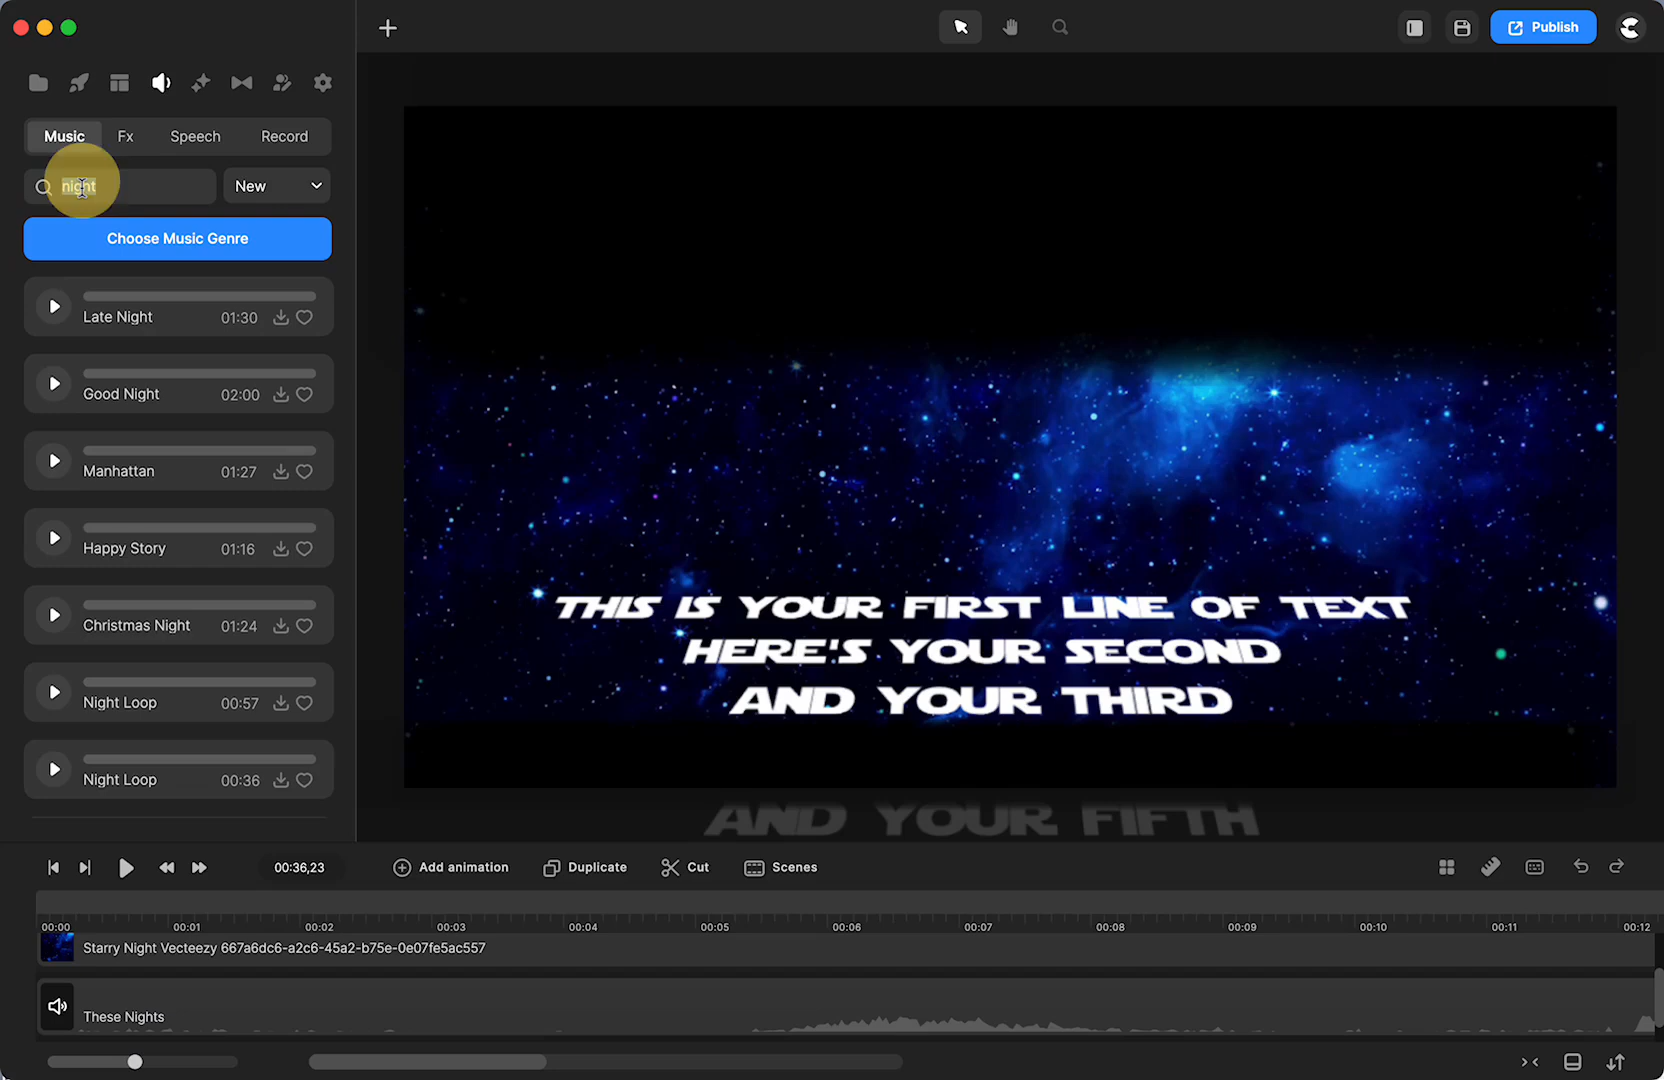 Publish
Music
Fx
Speech
Record
night
New
Choose Music Genre
Late Night
01:30
Good Night
02:00
Manhattan
01:27
Happy Story
01:16
Christmas Night
01:24
Night Loop
00:57
Night Loop
00:36
THIS IS YOUR FIRST LINE OF TEXT
HERE'S YOUR SECOND
AND YOUR THIRD
AND YOUR FIFTH
00:36,23
Add animation
Duplicate
Cut
Scenes
00:00
00:01
00:02
00:03
00:04
00:05
00:06
00:07
00:08
00:09
00:10
00:11
00:12
Starry Night Vecteezy 667a6dc6-a2c6-45a2-b75e-0e07fe5ac557
These Nights